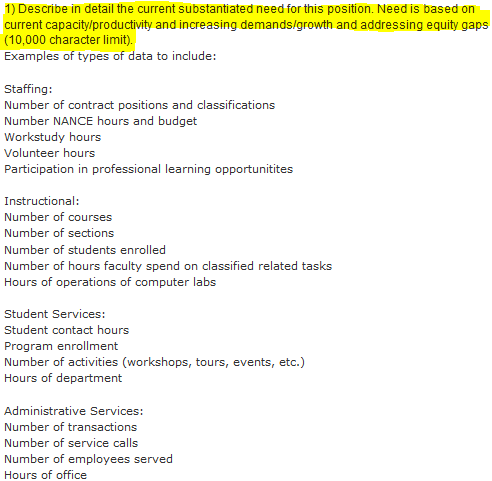 1) Describe in detail the current substantiated need for this position. Need is based on
current capacity/productivity and increasing demands/growth and addressing equity gaps
(10,000 character limit).
Examples of types of data to include:
Staffing:
Number of contract positions and classifications
Number NANCE hours and budget
Workstudy hours
Volunteer hours
Participation in professional learning opportunitites
Instructional:
Number of courses
Number of sections
Number of students enrolled
Number of hours faculty spend on classified related tasks
Hours of operations of computer labs
Student Services:
Student contact hours
Program enrollment
Number of activities (workshops, tours, events, etc.)
Hours of department
Administrative Services:
Number of transactions
Number of service calls
Number of employees served
Hours of office